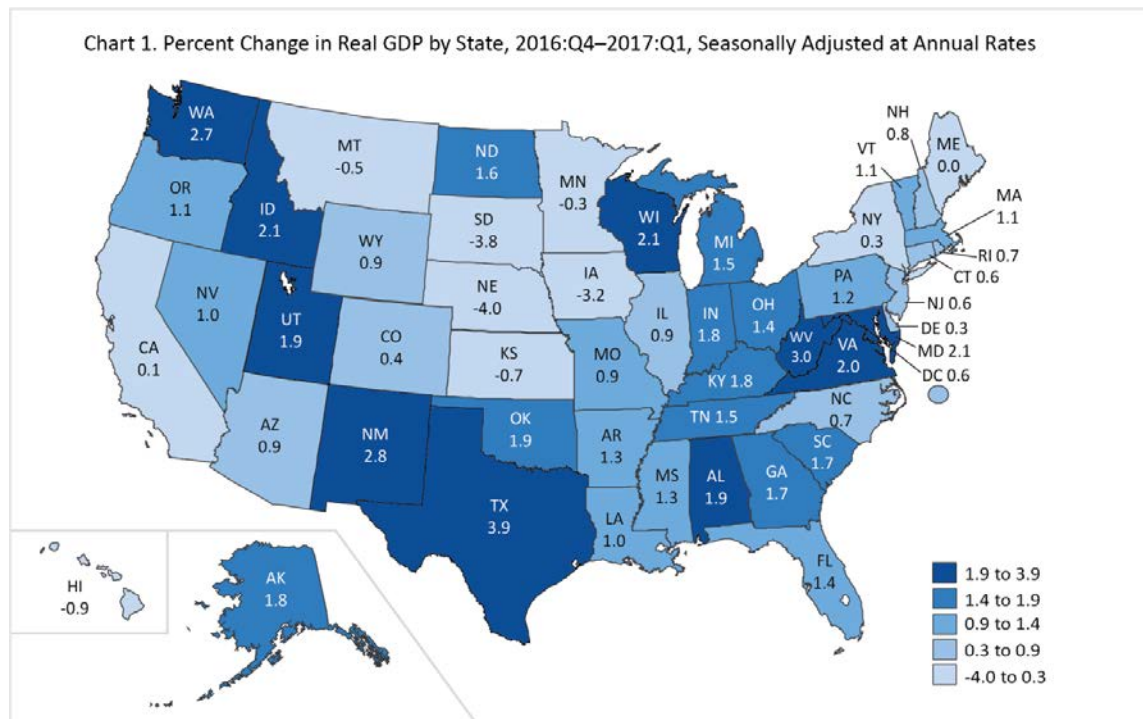 Chart 1. Percent Change in Real GDP by State, 2016:Q4–2017:Q1, Seasonally Adjusted at Annual Rates
WA
2.7
MT
-0.5
ND
1.6
MN
-0.3
OR
1.1
ID
2.1
SD
-3.8
WI
2.1
MI
1.5
NH
0.8
VT
1.1
ME
0.0
MA
1.1
NY
0.3
RI 0.7
CT 0.6
WY
0.9
NE
-4.0
IA
-3.2
PA
1.2
NJ 0.6
DE 0.3
MD 2.1
DC 0.6
NV
1.0
UT
1.9
CO
0.4
KS
-0.7
MO
0.9
IL
0.9
IN
1.8
OH
1.4
WV
3.0
VA
2.0
KY 1.8
CA
0.1
AZ
0.9
NM
2.8
OK
1.9
AR
1.3
TN 1.5
NC
0.7
SC
1.7
TX
3.9
LA
1.0
MS
1.3
AL
1.9
GA
1.7
FL
1.4
HI
-0.9
AK
1.8
1.9 to 3.9
1.4 to 1.9
0.9 to 1.4
0.3 to 0.9
-4.0 to 0.3